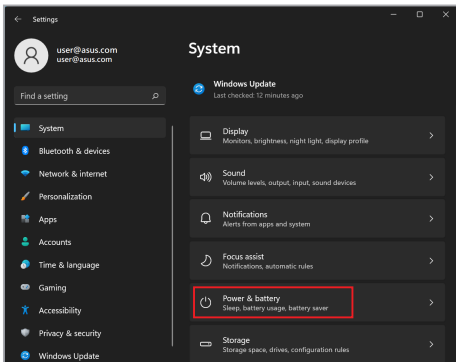 Settings
user@asus.com
user@asus.com
Find a setting
System
Bluetooth & devices
Network & internet
Personalization
Apps
Accounts
Time & language
Gaming
Accessibility
Privacy & security
Windows Update
System
Windows Update
Last checked: 12 minutes ago
Display
Monitors, brightness, night light, display profile
Sound
Volume levels, output, input, sound devices
Notifications
Alerts from apps and system
Focus assist
Notifications, automatic rules
Power & battery
Sleep, battery usage, battery saver
Storage
Storage space, drives, configuration rules